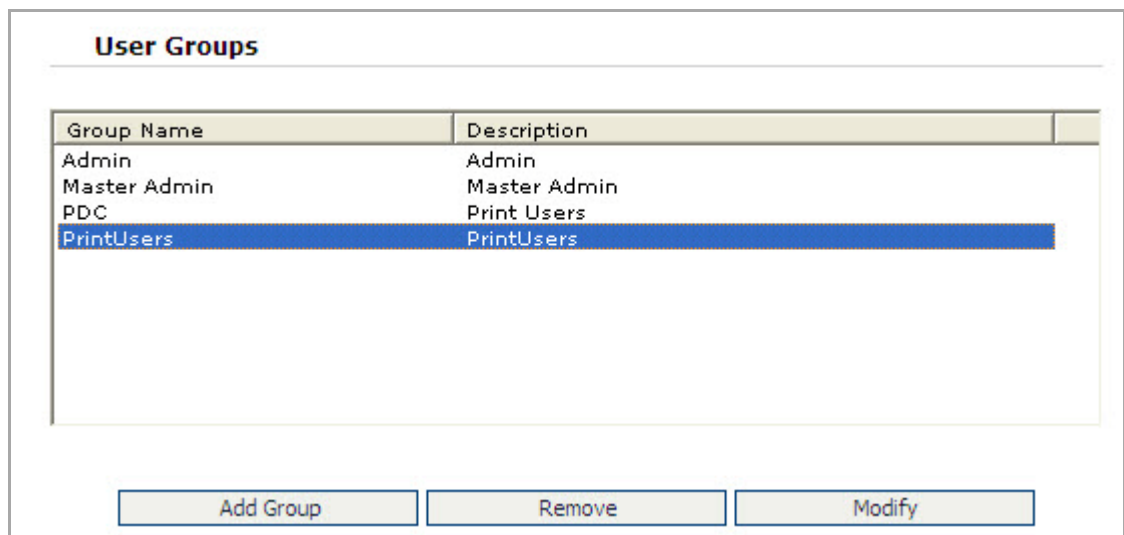 User Groups
Group Name Description
Admin Admin
Master Admin Master Admin
PDC Print Users
PrintUsers PrintUsers
Add Group Remove Modify